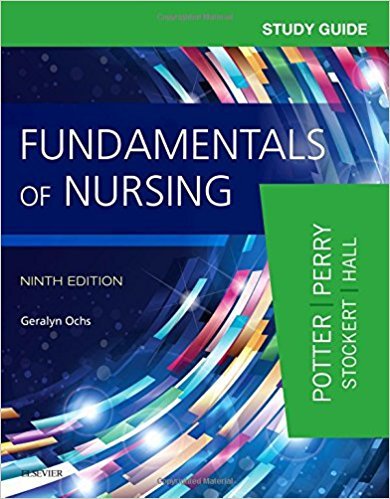 STUDY GUIDE
FUNDAMENTALS
OF NURSING
NINTH EDITION
Geralyn Ochs
POTTER | PERRY
STOCKERT | HALL
ELSEVIER